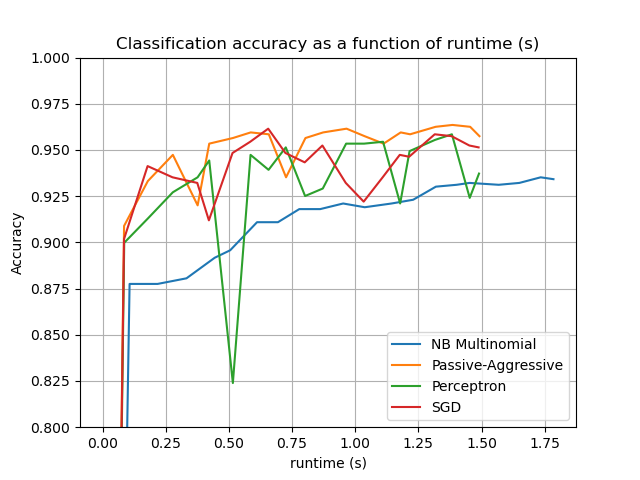 Classification accuracy as a function of runtime (s)
1.000
0.975
0.950
0.925
0.900
0.875
0.850
0.825
0.800
Accuracy
NB Multinomial
Passive-Aggressive
Perceptron
SGD
0.00 0.25 0.50 0.75 1.00 1.25 1.50 1.75
runtime (s)